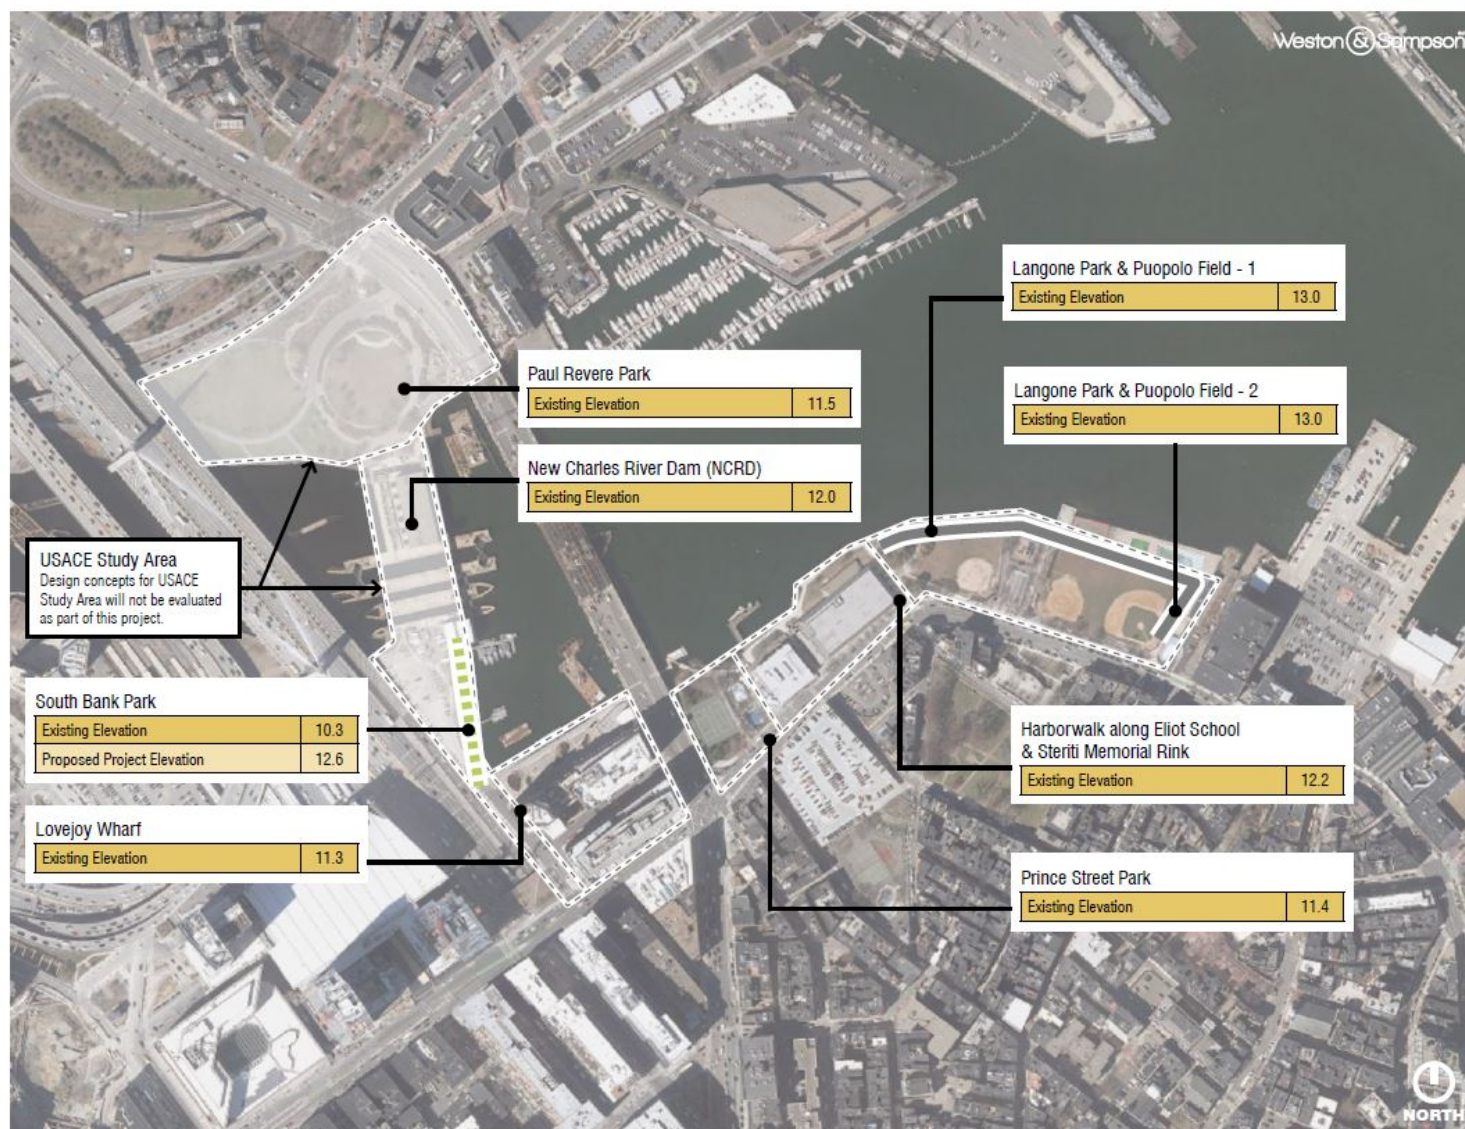 Weston & Sampson
Langone Park & Puopolo Field - 1
Existing Elevation 13.0
Paul Revere Park
Existing Elevation 11.5
Langone Park & Puopolo Field - 2
Existing Elevation 13.0
New Charles River Dam (NCRD)
Existing Elevation 12.0
USACE Study Area
Design concepts for USACE
Study Area will not be evaluated
as part of this project.
South Bank Park
Existing Elevation 10.3
Proposed Project Elevation 12.6
Harborwalk along Eliot School
& Steriti Memorial Rink
Existing Elevation 12.2
Lovejoy Wharf
Existing Elevation 11.3
Prince Street Park
Existing Elevation 11.4
NORTH